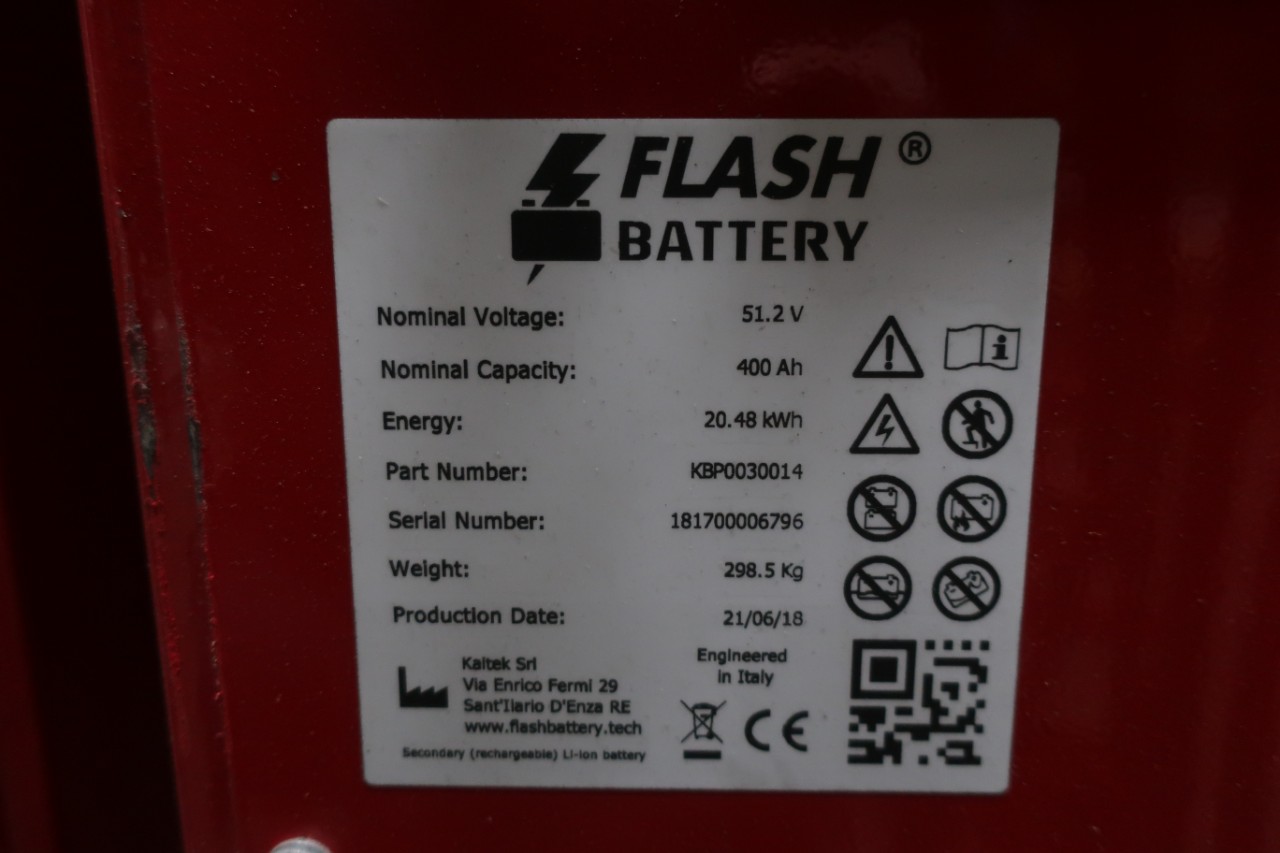 FLASH ®
BATTERY
Nominal Voltage: 51.2 V
Nominal Capacity: 400 Ah
Energy: 20.48 kWh
Part Number: KBP0030014
Serial Number: 181700006796
Weight: 298.5 Kg
Production Date: 21/06/18
Kaitek Srl
Via Enrico Fermi 29
Sant'Ilario D'Enza RE
www.flashbattery.tech
Engineered
in Italy
CE
Secondary (rechargeable) Li-ion battery